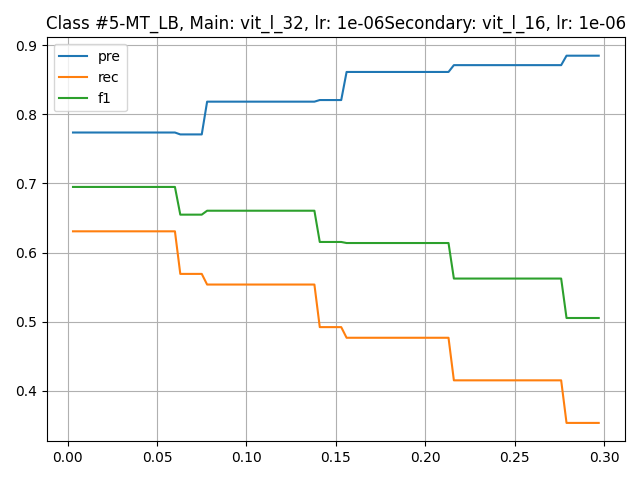 Class #5-MT_LB, Main: vit_l_32, lr: 1e-06Secondary: vit_l_16, lr: 1e-06
pre
rec
f1
0.9
0.8
0.7
0.6
0.5
0.4
0.00 0.05 0.10 0.15 0.20 0.25 0.30